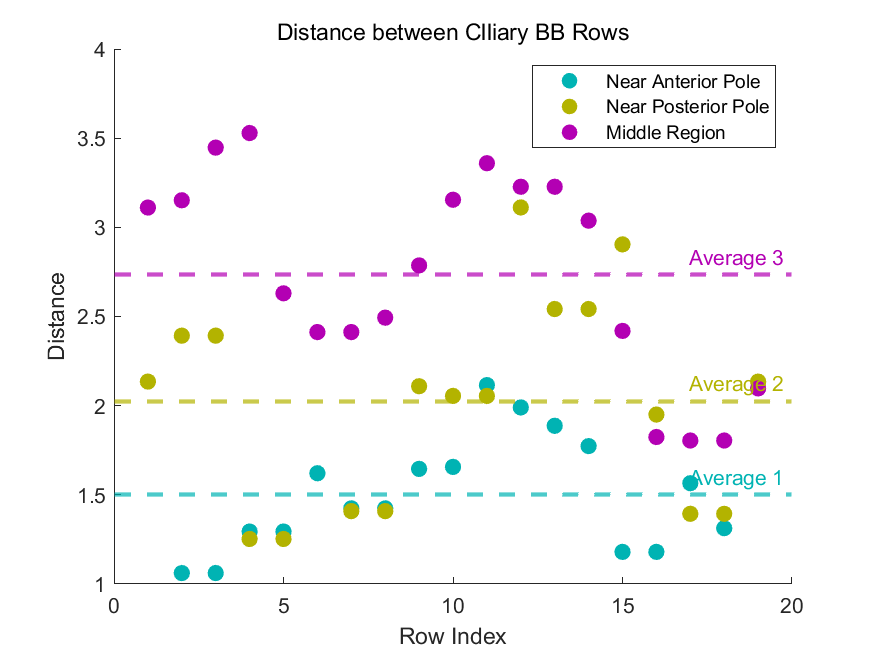 Distance between CIliary BB Rows
Near Anterior Pole
Near Posterior Pole
Middle Region
4
3.5
3
2.5
2
1.5
1
Distance
Average 3
Average 2
Average 1
0
5
10
15
20
Row Index